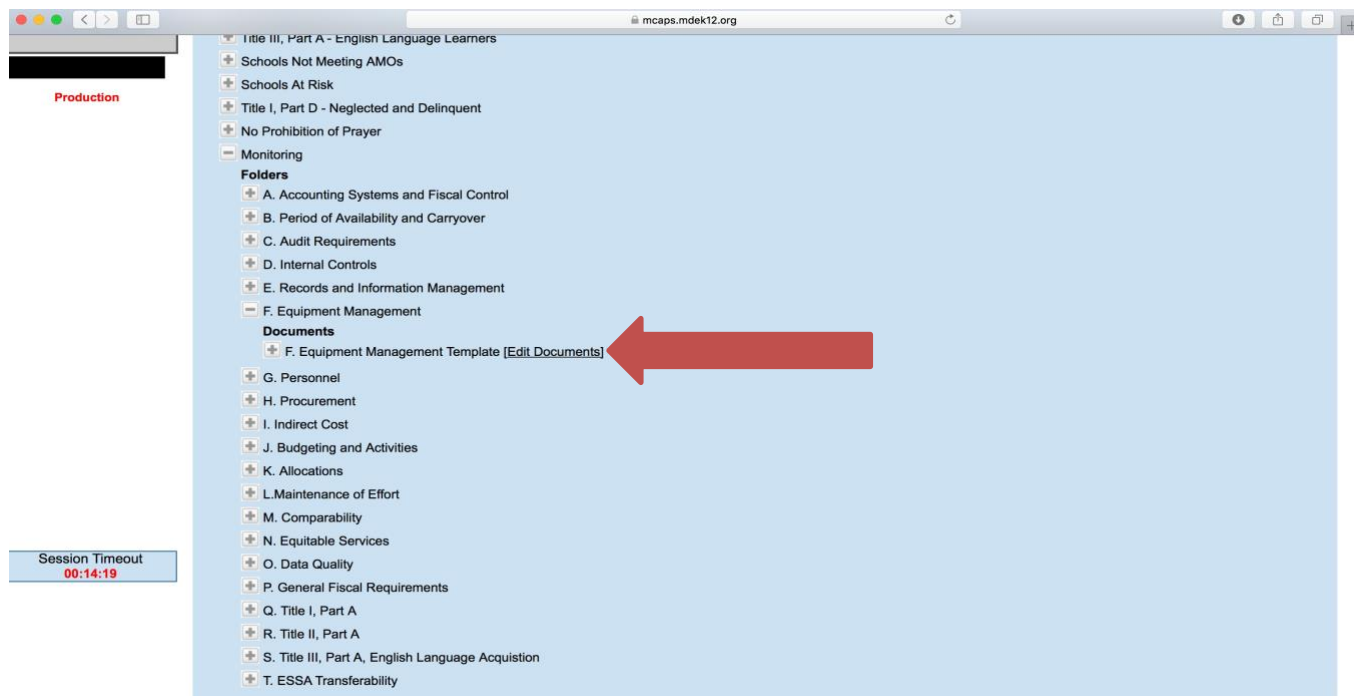 mcaps.mdek12.org
Title III, Part A - English Language Learners
Schools Not Meeting AMOs
Schools At Risk
Production
Title I, Part D - Neglected and Delinquent
No Prohibition of Prayer
Monitoring
Folders
A. Accounting Systems and Fiscal Control
B. Period of Availability and Carryover
C. Audit Requirements
D. Internal Controls
E. Records and Information Management
F. Equipment Management
Documents
F. Equipment Management Template [Edit Documents]
G. Personnel
H. Procurement
I. Indirect Cost
J. Budgeting and Activities
K. Allocations
L.Maintenance of Effort
M. Comparability
N. Equitable Services
Session Timeout
00:14:19
O. Data Quality
P. General Fiscal Requirements
Q. Title I, Part A
R. Title II, Part A
S. Title III, Part A, English Language Acquistion
T. ESSA Transferability